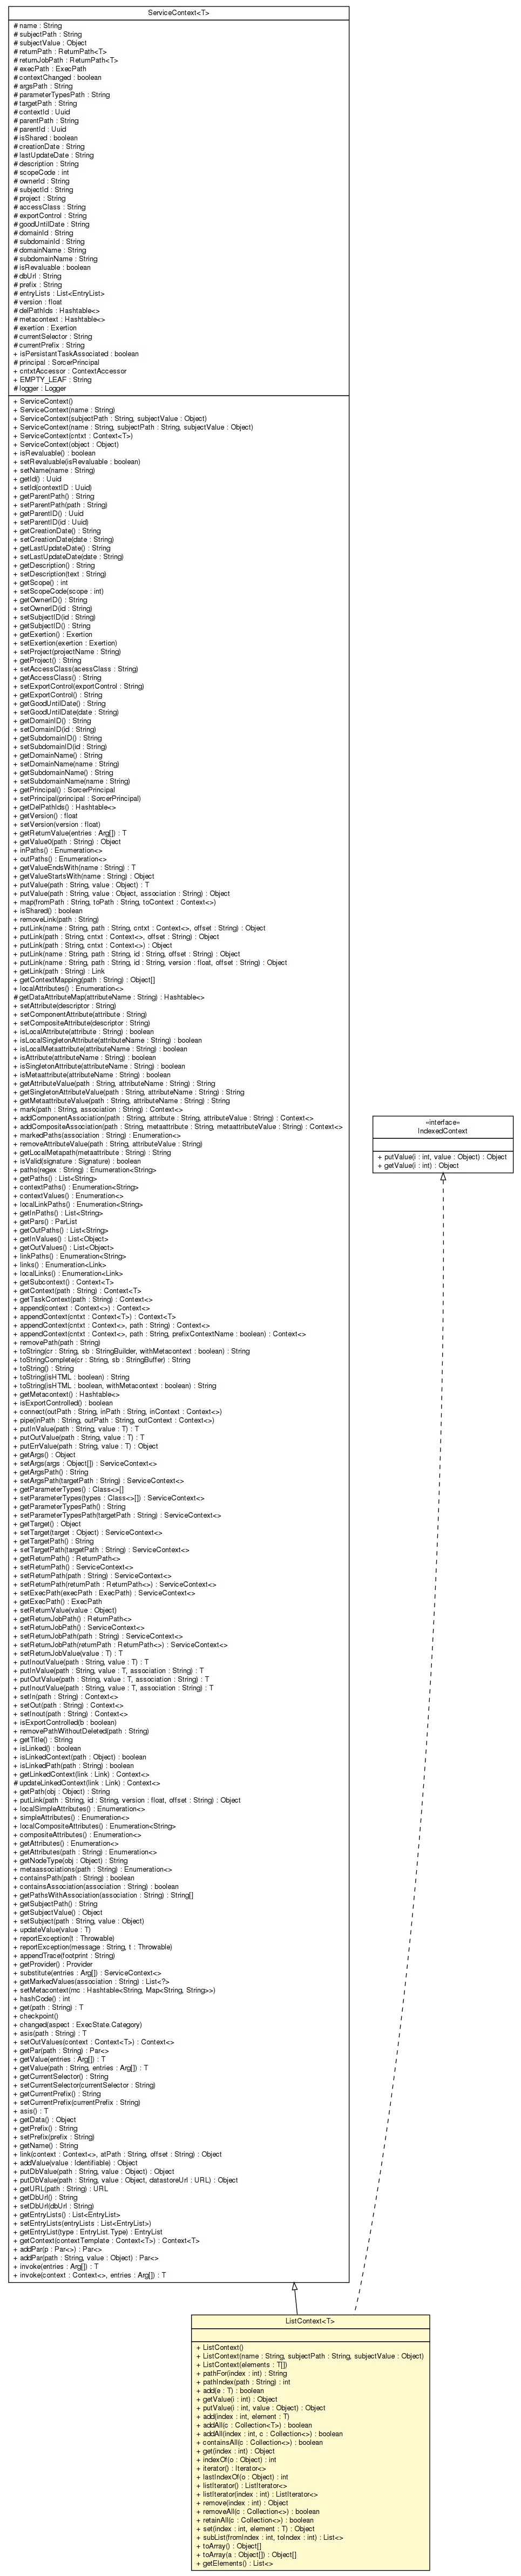 ServiceContext<T>
# name : String
# subjectPath : String
# subjectValue : Object
# returnPath : ReturnPath<T>
# returnJobPath : ReturnPath<T>
# execPath : ExecPath
# contextChanged : boolean
# argsPath : String
# parameterTypesPath : String
# targetPath : String
# contextId : Uuid
# parentPath : String
# parentId : Uuid
# isShared : boolean
# creationDate : String
# lastUpdateDate : String
# description : String
# scopeCode : int
# ownerId : String
# subjectId : String
# project : String
# accessClass : String
# exportControl : String
# goodUntilDate : String
# domainId : String
# subdomainId : String
# domainName : String
# subdomainName : String
# isRevaluable : boolean
# dbUrl : String
# prefix : String
# entryLists : List<EntryList>
# version : float
# delPathIds : Hashtable<>
# metacontext : Hashtable<>
# exertion : Exertion
# currentSelector : String
# currentPrefix : String
+ isPersistantTaskAssociated : boolean
# principal : SorcerPrincipal
+ cntxtAccessor : ContextAccessor
+ EMPTY_LEAF : String
# logger : Logger
+ ServiceContext()
+ ServiceContext(name : String)
+ ServiceContext(subjectPath : String, subjectValue : Object)
+ ServiceContext(name : String, subjectPath : String, subjectValue : Object)
+ ServiceContext(cntxt : Context<T>)
+ ServiceContext(object : Object)
+ isRevaluable() : boolean
+ setRevaluable(isRevaluable : boolean)
+ setName(name : String)
+ getId() : Uuid
+ setId(contextID : Uuid)
+ getParentPath() : String
+ setParentPath(path : String)
+ getParentID() : Uuid
+ setParentID(id : Uuid)
+ getCreationDate() : String
+ setCreationDate(date : String)
+ getLastUpdateDate() : String
+ setLastUpdateDate(date : String)
+ getDescription() : String
+ setDescription(text : String)
+ getScope() : int
+ setScopeCode(scope : int)
+ getOwnerID() : String
+ setOwnerID(id : String)
+ setSubjectID(id : String)
+ getSubjectID() : String
+ getExertion() : Exertion
+ setExertion(exertion : Exertion)
+ setProject(projectName : String)
+ getProject() : String
+ setAccessClass(acessClass : String)
+ getAccessClass() : String
+ setExportControl(exportControl : String)
+ getExportControl() : String
+ getGoodUntilDate() : String
+ setGoodUntilDate(date : String)
+ getDomainID() : String
+ setDomainID(id : String)
+ getSubdomainID() : String
+ setSubdomainID(id : String)
+ getDomainName() : String
+ setDomainName(name : String)
+ getSubdomainName() : String
+ setSubdomainName(name : String)
+ getPrincipal() : SorcerPrincipal
+ setPrincipal(principal : SorcerPrincipal)
+ getDelPathIds() : Hashtable<>
+ getVersion() : float
+ setVersion(version : float)
+ getReturnValue(entries : Arg[]) : T
+ getValue0(path : String) : Object
+ inPaths() : Enumeration<>
+ outPaths() : Enumeration<>
+ getValueEndsWith(name : String) : T
+ getValueStartsWith(name : String) : Object
+ putValue(path : String, value : Object) : T
+ putValue(path : String, value : Object, association : String) : Object
+ map(fromPath : String, toPath : String, toContext : Context<>)
+ isShared() : boolean
+ removeLink(path : String)
+ putLink(name : String, path : String, cntxt : Context<>, offset : String) : Object
+ putLink(path : String, cntxt : Context<>, offset : String) : Object
+ putLink(path : String, cntxt : Context<>) : Object
+ putLink(name : String, path : String, id : String, offset : String) : Object
+ putLink(name : String, path : String, id : String, version : float, offset : String) : Object
+ getLink(path : String) : Link
+ getContextMapping(path : String) : Object[]
+ localAttributes() : Enumeration<>
# getDataAttributeMap(attributeName : String) : Hashtable<>
+ setAttribute(descriptor : String)
+ setComponentAttribute(attribute : String)
+ setCompositeAttribute(descriptor : String)
+ isLocalAttribute(attribute : String) : boolean
+ isLocalSingletonAttribute(attributeName : String) : boolean
+ isLocalMetaattribute(attributeName : String) : boolean
+ isAttribute(attributeName : String) : boolean
+ isSingletonAttribute(attributeName : String) : boolean
+ isMetaattribute(attributeName : String) : boolean
+ getAttributeValue(path : String, attributeName : String) : String
+ getSingletonAttributeValue(path : String, attributeName : String) : String
+ getMetaattributeValue(path : String, attributeName : String) : String
+ mark(path : String, association : String) : Context<>
+ addComponentAssociation(path : String, attribute : String, attributeValue : String) : Context<>
+ addCompositeAssociation(path : String, metaattribute : String, metaattributeValue : String) : Context<>
+ markedPaths(association : String) : Enumeration<>
+ removeAttributeValue(path : String, attributeValue : String)
+ getLocalMetapath(metaattribute : String) : String
+ isValid(signature : Signature) : boolean
+ paths(regex : String) : Enumeration<String>
+ getPaths() : List<String>
+ contextPaths() : Enumeration<String>
+ contextValues() : Enumeration<>
+ localLinkPaths() : Enumeration<String>
+ getInPaths() : List<String>
+ getPars() : ParList
+ getOutPaths() : List<String>
+ getInValues() : List<Object>
+ getOutValues() : List<Object>
+ linkPaths() : Enumeration<String>
+ links() : Enumeration<Link>
+ localLinks() : Enumeration<Link>
+ getSubcontext() : Context<T>
+ getContext(path : String) : Context<T>
+ getTaskContext(path : String) : Context<>
+ append(context : Context<>) : Context<>
+ appendContext(cntxt : Context<T>) : Context<T>
+ appendContext(cntxt : Context<>, path : String) : Context<>
+ appendContext(cntxt : Context<>, path : String, prefixContextName : boolean) : Context<>
+ removePath(path : String)
+ toString(cr : String, sb : StringBuilder, withMetacontext : boolean) : String
+ toStringComplete(cr : String, sb : StringBuffer) : String
+ toString() : String
+ toString(isHTML : boolean) : String
+ toString(isHTML : boolean, withMetacontext : boolean) : String
+ getMetacontext() : Hashtable<>
+ isExportControlled() : boolean
+ connect(outPath : String, inPath : String, inContext : Context<>)
+ pipe(inPath : String, outPath : String, outContext : Context<>)
+ putInValue(path : String, value : T) : T
+ putOutValue(path : String, value : T) : T
+ putErrValue(path : String, value : T) : Object
+ getArgs() : Object
+ setArgs(args : Object[]) : ServiceContext<>
+ getArgsPath() : String
+ setArgsPath(targetPath : String) : ServiceContext<>
+ getParameterTypes() : Class<>[]
+ setParameterTypes(types : Class<>[]) : ServiceContext<>
+ getParameterTypesPath() : String
+ setParameterTypesPath(targetPath : String) : ServiceContext<>
+ getTarget() : Object
+ setTarget(target : Object) : ServiceContext<>
+ getTargetPath() : String
+ setTargetPath(targetPath : String) : ServiceContext<>
+ getReturnPath() : ReturnPath<>
+ setReturnPath() : ServiceContext<>
+ setReturnPath(path : String) : ServiceContext<>
+ setReturnPath(returnPath : ReturnPath<>) : ServiceContext<>
+ setExecPath(execPath : ExecPath) : ServiceContext<>
+ getExecPath() : ExecPath
+ setReturnValue(value : Object)
+ getReturnJobPath() : ReturnPath<>
+ setReturnJobPath() : ServiceContext<>
+ setReturnJobPath(path : String) : ServiceContext<>
+ setReturnJobPath(returnPath : ReturnPath<>) : ServiceContext<>
+ setReturnJobValue(value : T) : T
+ putInoutValue(path : String, value : T) : T
+ putInValue(path : String, value : T, association : String) : T
+ putOutValue(path : String, value : T, association : String) : T
+ putInoutValue(path : String, value : T, association : String) : T
+ setIn(path : String) : Context<>
+ setOut(path : String) : Context<>
+ setInout(path : String) : Context<>
+ isExportControlled(b : boolean)
+ removePathWithoutDeleted(path : String)
+ getTitle() : String
+ isLinked() : boolean
+ isLinkedContext(path : Object) : boolean
+ isLinkedPath(path : String) : boolean
+ getLinkedContext(link : Link) : Context<>
# updateLinkedContext(link : Link) : Context<>
+ getPath(obj : Object) : String
+ putLink(path : String, id : String, version : float, offset : String) : Object
+ localSimpleAttributes() : Enumeration<>
+ simpleAttributes() : Enumeration<>
+ localCompositeAttributes() : Enumeration<String>
+ compositeAttributes() : Enumeration<>
+ getAttributes() : Enumeration<>
+ getAttributes(path : String) : Enumeration<>
+ getNodeType(obj : Object) : String
+ metaassociations(path : String) : Enumeration<>
+ containsPath(path : String) : boolean
+ containsAssociation(association : String) : boolean
+ getPathsWithAssociation(association : String) : String[]
+ getSubjectPath() : String
+ getSubjectValue() : Object
+ setSubject(path : String, value : Object)
+ updateValue(value : T)
+ reportException(t : Throwable)
+ reportException(message : String, t : Throwable)
+ appendTrace(footprint : String)
+ getProvider() : Provider
+ substitute(entries : Arg[]) : ServiceContext<>
+ getMarkedValues(association : String) : List<?>
+ setMetacontext(mc : Hashtable<String, Map<String, String>>)
+ hashCode() : int
+ get(path : String) : T
+ checkpoint()
+ changed(aspect : ExecState.Category)
+ asis(path : String) : T
+ setOutValues(context : Context<T>) : Context<>
+ getPar(path : String) : Par<>
+ getValue(entries : Arg[]) : T
+ getValue(path : String, entries : Arg[]) : T
+ getCurrentSelector() : String
+ setCurrentSelector(currentSelector : String)
+ getCurrentPrefix() : String
+ setCurrentPrefix(currentPrefix : String)
+ asis() : T
+ getData() : Object
+ getPrefix() : String
+ setPrefix(prefix : String)
+ getName() : String
+ link(context : Context<>, atPath : String, offset : String) : Object
+ addValue(value : Identifiable) : Object
+ putDbValue(path : String, value : Object) : Object
+ putDbValue(path : String, value : Object, datastoreUrl : URL) : Object
+ getURL(path : String) : URL
+ getDbUrl() : String
+ setDbUrl(dbUrl : String)
+ getEntryLists() : List<EntryList>
+ setEntryLists(entryLists : List<EntryList>)
+ getEntryList(type : EntryList.Type) : EntryList
+ getContext(contextTemplate : Context<T>) : Context<T>
+ addPar(p : Par<>) : Par<>
+ addPar(path : String, value : Object) : Par<>
+ invoke(entries : Arg[]) : T
+ invoke(context : Context<>, entries : Arg[]) : T
«interface»
IndexedContext
+ putValue(i : int, value : Object) : Object
+ getValue(i : int) : Object
ListContext<T>
+ ListContext()
+ ListContext(name : String, subjectPath : String, subjectValue : Object)
+ ListContext(elements : T[])
+ pathFor(index : int) : String
+ pathIndex(path : String) : int
+ add(e : T) : boolean
+ getValue(i : int) : Object
+ putValue(i : int, value : Object) : Object
+ add(index : int, element : T)
+ addAll(c : Collection<T>) : boolean
+ addAll(index : int, c : Collection<>) : boolean
+ containsAll(c : Collection<>) : boolean
+ get(index : int) : Object
+ indexOf(o : Object) : int
+ iterator() : Iterator<>
+ lastIndexOf(o : Object) : int
+ listIterator() : ListIterator<>
+ listIterator(index : int) : ListIterator<>
+ remove(index : int) : Object
+ removeAll(c : Collection<>) : boolean
+ retainAll(c : Collection<>) : boolean
+ set(index : int, element : T) : Object
+ subList(fromIndex : int, toIndex : int) : List<>
+ toArray() : Object[]
+ toArray(a : Object[]) : Object[]
+ getElements() : List<>